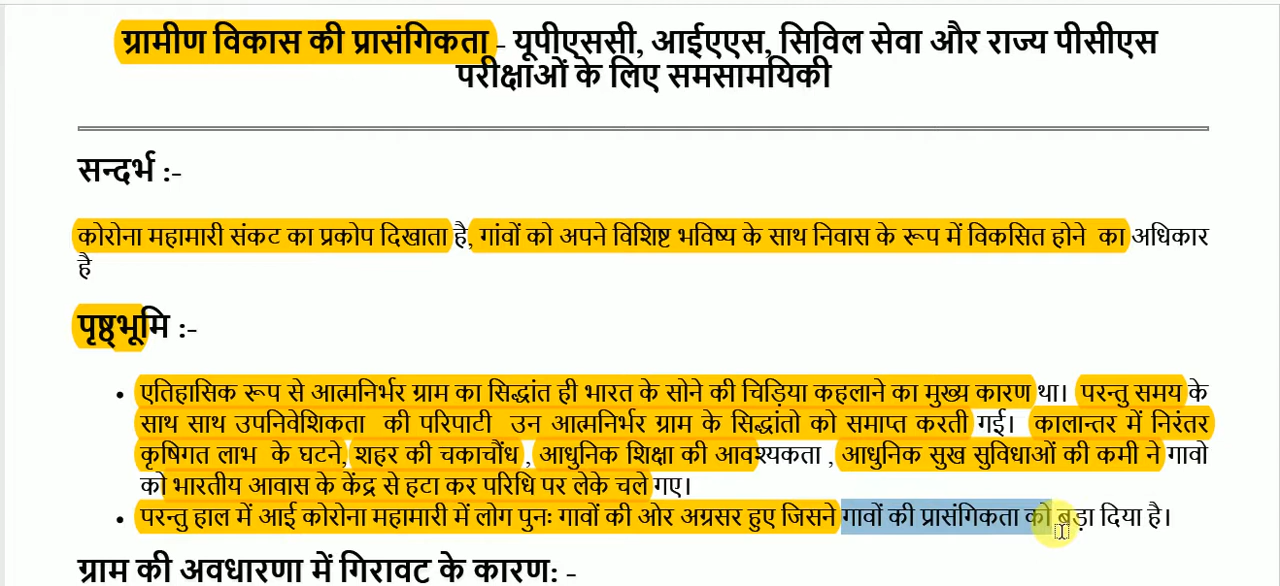 ग्रामीण विकास की प्रासंगिकता - यूपीएससी, आईएएस, सिविल सेवा और राज्य पीसीएस
परीक्षाओं के लिए समसामयिकी
सन्दर्भ :-
कोरोना महामारी संकट का प्रकोप दिखाता है, गांवों को अपने विशिष्ट भविष्य के साथ निवास के रूप में विकसित होने का अधिकार
है
पृष्ठभूमि :-
• एतिहासिक रूप से आत्मनिर्भर ग्राम का सिद्धांत ही भारत के सोने की चिड़िया कहलाने का मुख्य कारण था। परन्तु समय के
साथ साथ उपनिवेशिकता की परिपाटी उन आत्मनिर्भर ग्राम के सिद्धांतो को समाप्त करती गई। कालान्तर में निरंतर
कृषिगत लाभ के घटने, शहर की चकाचौंध , आधुनिक शिक्षा की आवश्यकता , आधुनिक सुख सुविधाओं की कमी ने गावो
को भारतीय आवास के केंद्र से हटा कर परिधि पर लेके चले गए।
• परन्तु हाल में आई कोरोना महामारी में लोग पुनः गावों की ओर अग्रसर हुए जिसने गावों की प्रासंगिकता को बड़ा दिया है।
ग्राम की अवधारणा में गिरावट के कारण: -